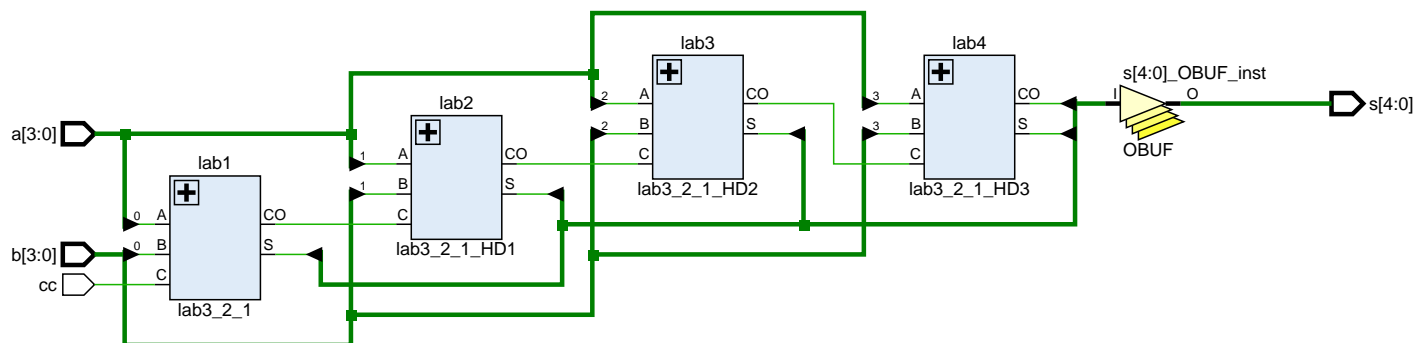 a[3:0]
b[3:0]
cc
lab1
0
A
0
B
C
CO
S
lab3_2_1
lab2
1
A
1
B
C
CO
S
lab3_2_1_HD1
lab3
2
A
2
B
C
CO
S
lab3_2_1_HD2
lab4
3
A
3
B
C
CO
S
lab3_2_1_HD3
s[4:0]_OBUF_inst
I
O
OBUF
s[4:0]